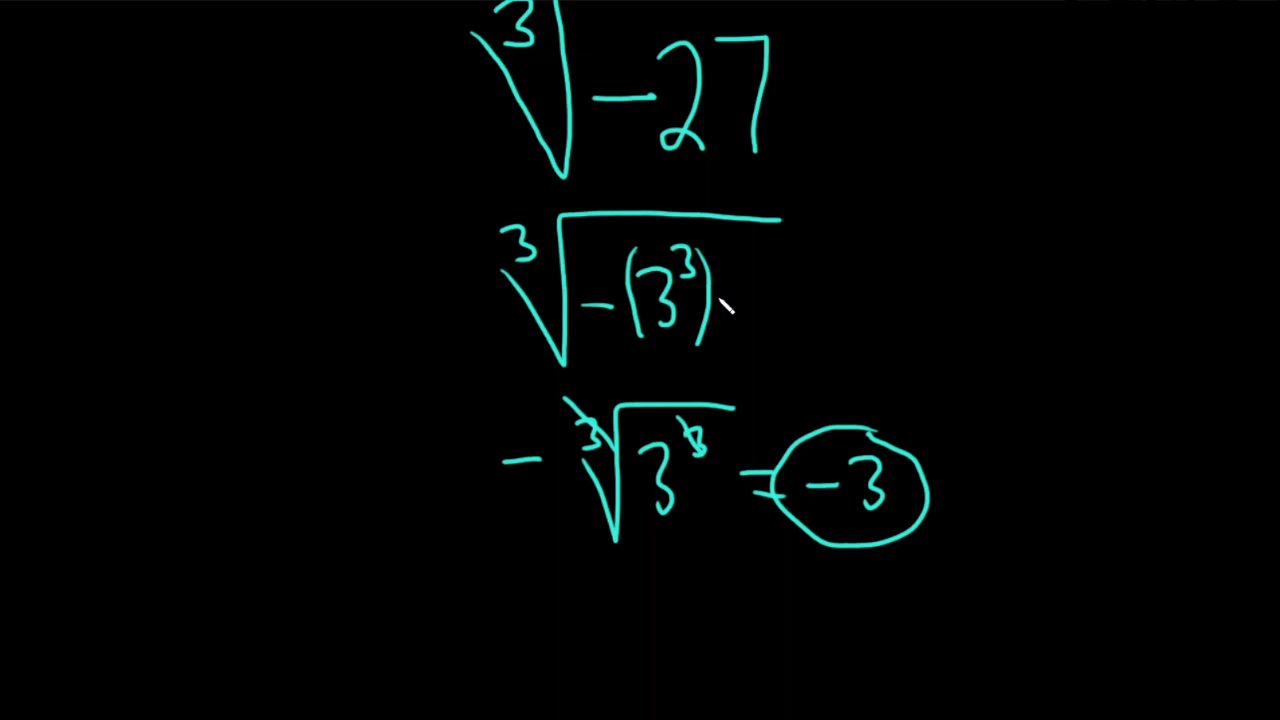 ∛-27
∛-(3³)
-∛3³ = -3